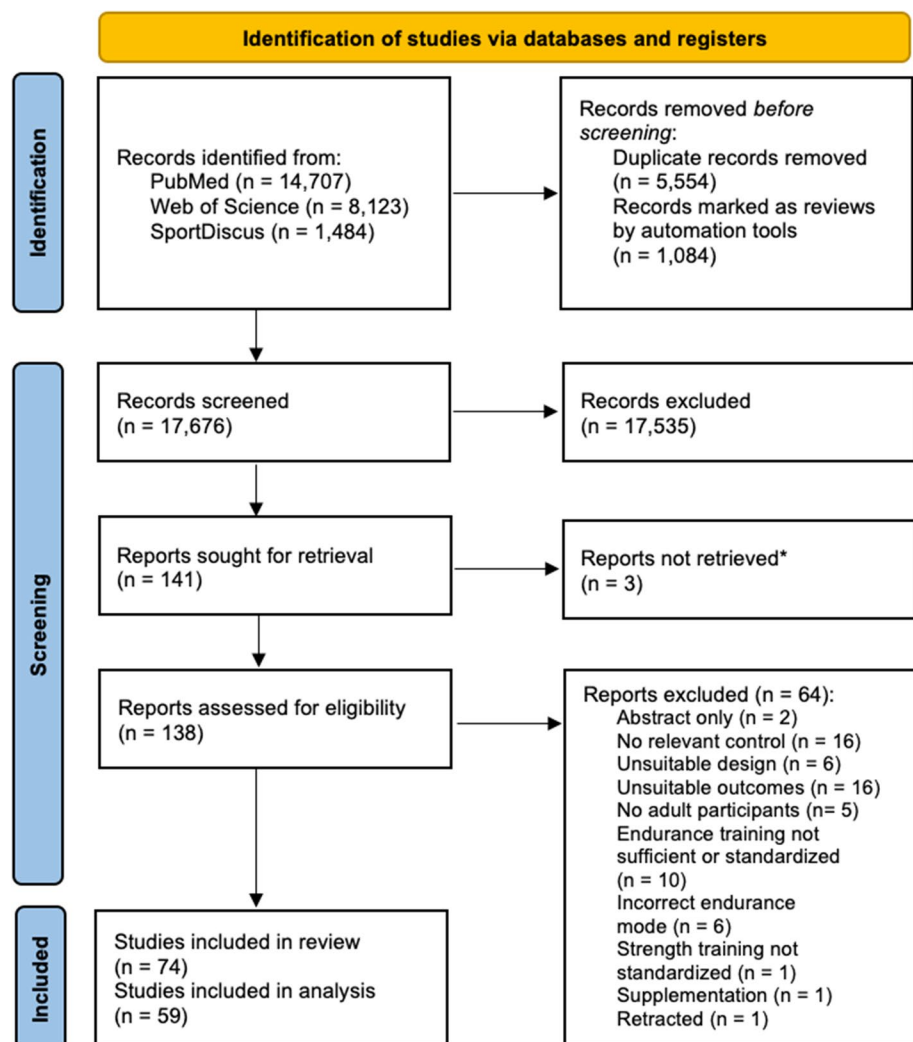 Identification of studies via databases and registers
Identification
Records identified from:
PubMed (n = 14,707)
Web of Science (n = 8,123)
SportDiscus (n = 1,484)
Records removed before
screening:
Duplicate records removed
(n = 5,554)
Records marked as reviews
by automation tools
(n = 1,084)
Screening
Records screened
(n = 17,676)
Records excluded
(n = 17,535)
Reports sought for retrieval
(n = 141)
Reports not retrieved*
(n = 3)
Reports assessed for eligibility
(n = 138)
Reports excluded (n = 64):
Abstract only (n = 2)
No relevant control (n = 16)
Unsuitable design (n = 6)
Unsuitable outcomes (n = 16)
No adult participants (n= 5)
Endurance training not
sufficient or standardized
(n = 10)
Incorrect endurance
mode (n = 6)
Strength training not
standardized (n = 1)
Supplementation (n = 1)
Retracted (n = 1)
Included
Studies included in review
(n = 74)
Studies included in analysis
(n = 59)